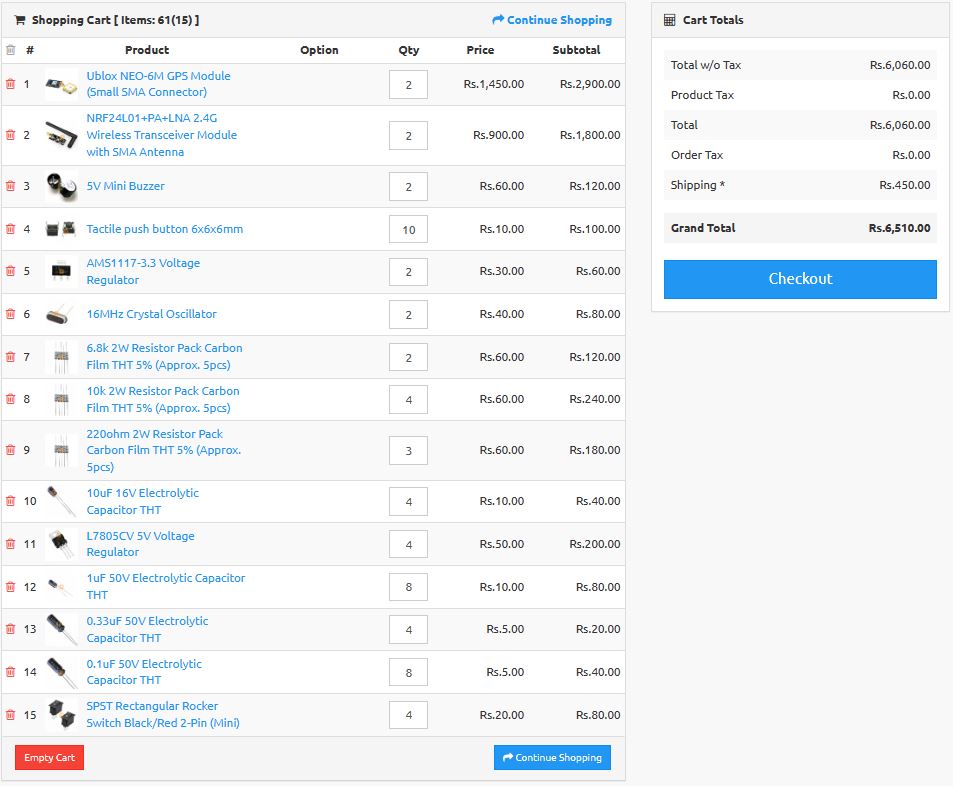 Shopping Cart [ Items: 61(15) ]
Continue Shopping
# Product Option Qty Price Subtotal
1 Ublox NEO-6M GPS Module
(Small SMA Connector)
2 Rs.1,450.00 Rs.2,900.00
2 NRF24L01+PA+LNA 2.4G
Wireless Transceiver Module
with SMA Antenna
2 Rs.900.00 Rs.1,800.00
3 5V Mini Buzzer 2 Rs.60.00 Rs.120.00
4 Tactile push button 6x6x6mm 10 Rs.10.00 Rs.100.00
5 AMS1117-3.3 Voltage
Regulator
2 Rs.30.00 Rs.60.00
6 16MHz Crystal Oscillator 2 Rs.40.00 Rs.80.00
7 6.8k 2W Resistor Pack Carbon
Film THT 5% (Approx. 5pcs)
2 Rs.60.00 Rs.120.00
8 10k 2W Resistor Pack Carbon
Film THT 5% (Approx. 5pcs)
4 Rs.60.00 Rs.240.00
9 220ohm 2W Resistor Pack
Carbon Film THT 5% (Approx.
5pcs)
3 Rs.60.00 Rs.180.00
10 10uF 16V Electrolytic
Capacitor THT
4 Rs.10.00 Rs.40.00
11 L7805CV 5V Voltage
Regulator
4 Rs.50.00 Rs.200.00
12 1uF 50V Electrolytic Capacitor
THT
8 Rs.10.00 Rs.80.00
13 0.33uF 50V Electrolytic
Capacitor THT
4 Rs.5.00 Rs.20.00
14 0.1uF 50V Electrolytic
Capacitor THT
8 Rs.5.00 Rs.40.00
15 SPST Rectangular Rocker
Switch Black/Red 2-Pin (Mini)
4 Rs.20.00 Rs.80.00
Empty Cart
Continue Shopping
Cart Totals
Total w/o Tax Rs.6,060.00
Product Tax Rs.0.00
Total Rs.6,060.00
Order Tax Rs.0.00
Shipping * Rs.450.00
Grand Total Rs.6,510.00
Checkout